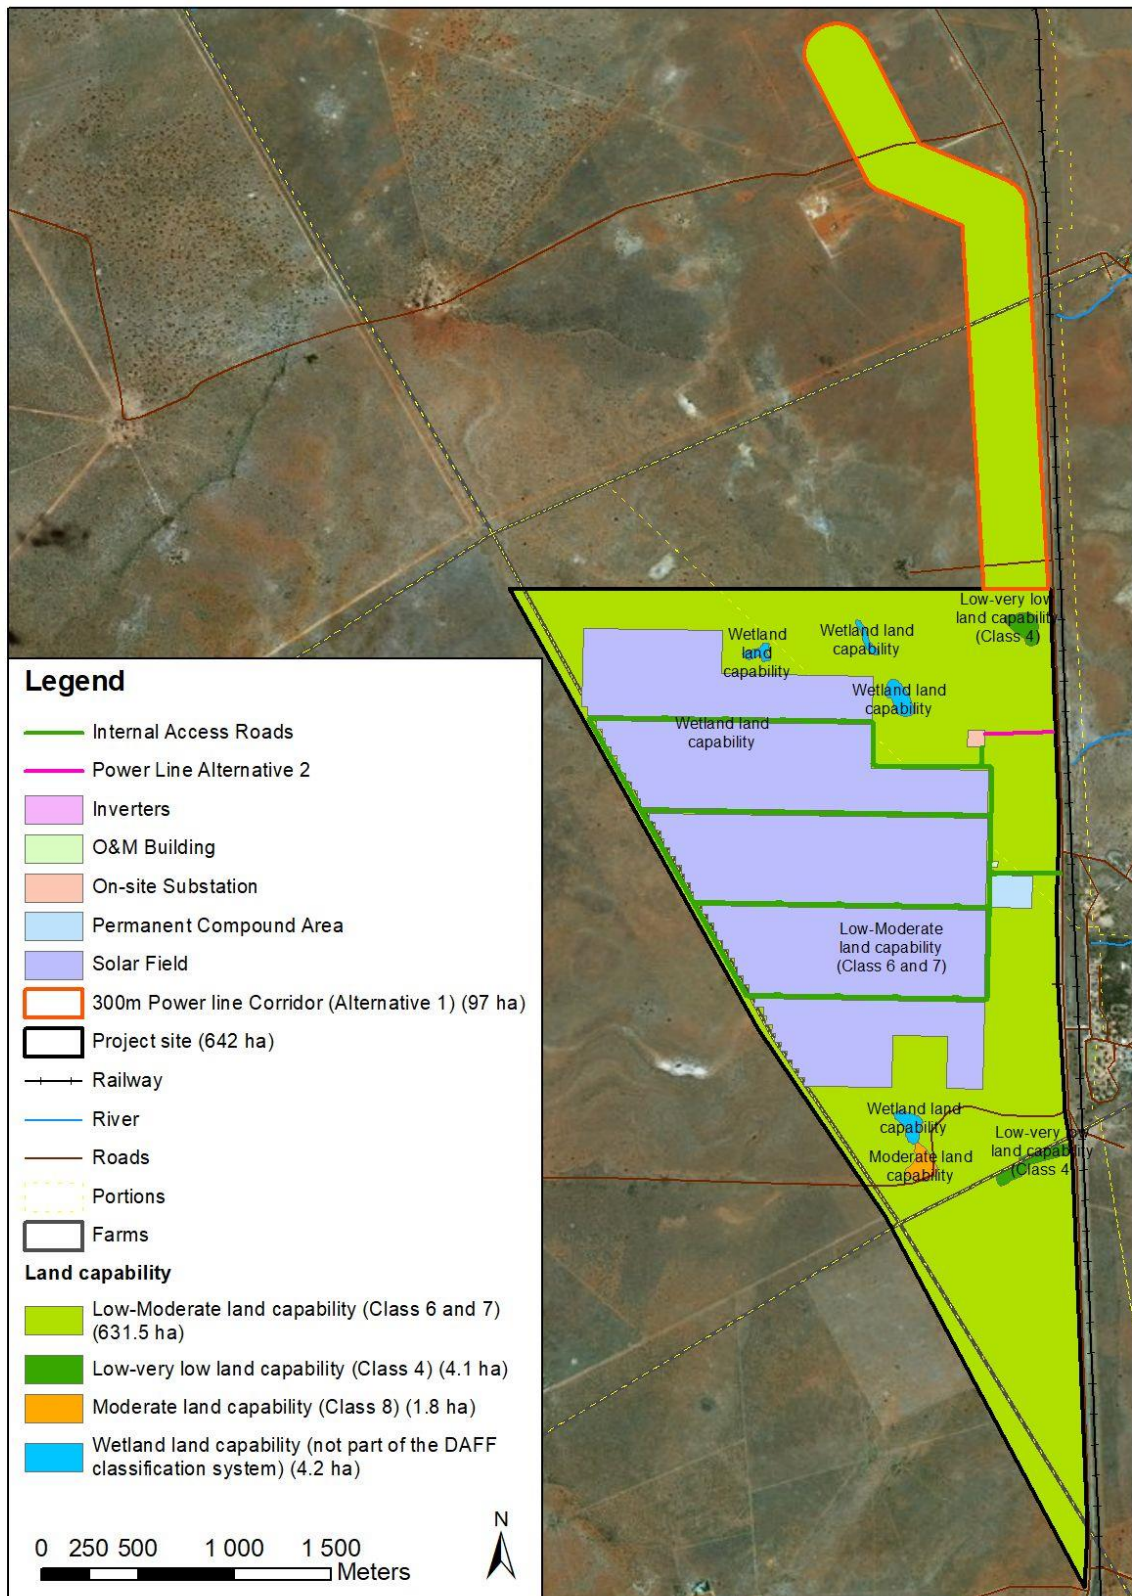 Low-very low
land capability
(Class 4)
Wetland
land
capability
Wetland land
capability
Wetland land
capability
Wetland land
capability
Low-Moderate
land capability
(Class 6 and 7)
Wetland land
capability
Moderate land
capability
Low-very low
land capability
(Class 4)
Legend
Internal Access Roads
Power Line Alternative 2
Inverters
O&M Building
On-site Substation
Permanent Compound Area
Solar Field
300m Power line Corridor (Alternative 1) (97 ha)
Project site (642 ha)
Railway
River
Roads
Portions
Farms
Land capability
Low-Moderate land capability (Class 6 and 7)
(631.5 ha)
Low-very low land capability (Class 4) (4.1 ha)
Moderate land capability (Class 8) (1.8 ha)
Wetland land capability (not part of the DAFF
classification system) (4.2 ha)
N
0 250 500 1 000 1 500
Meters